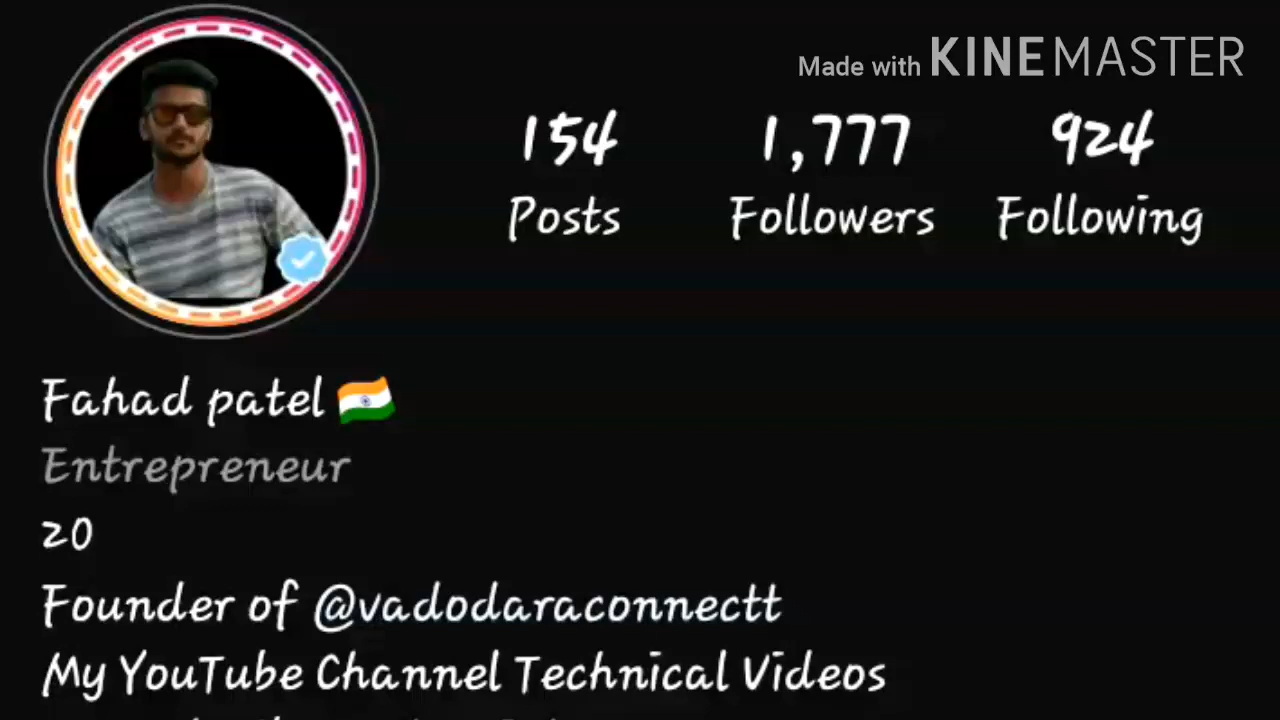 Made with KINEMASTER
154 1,777 924
Posts Followers Following
Fahad patel
Entrepreneur
20
Founder of @vadodaraconnectt
My YouTube Channel Technical Videos